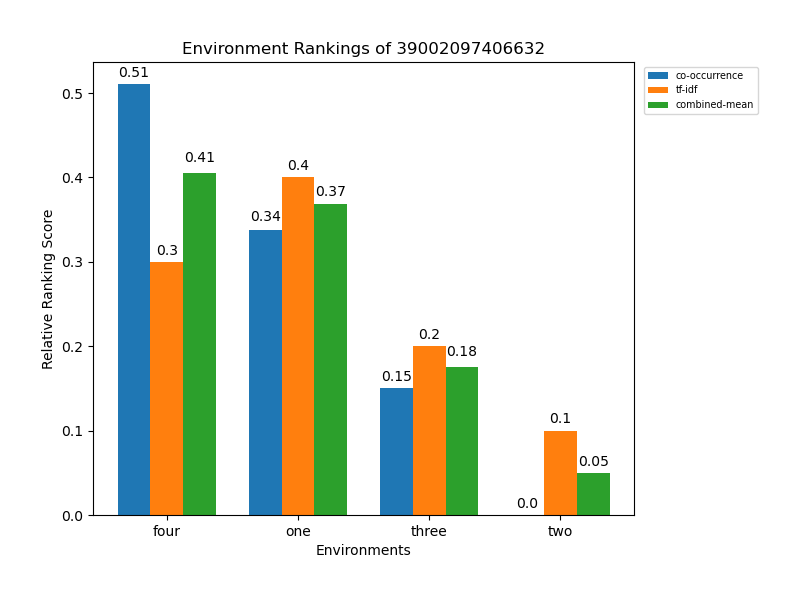 Environment Rankings of 39002097406632
co-occurrence
tf-idf
combined-mean
Relative Ranking Score
0.5
0.4
0.3
0.2
0.1
0.0
0.51
0.3
0.41
0.34
0.4
0.37
0.15
0.2
0.18
0.0
0.1
0.05
four one three two
Environments